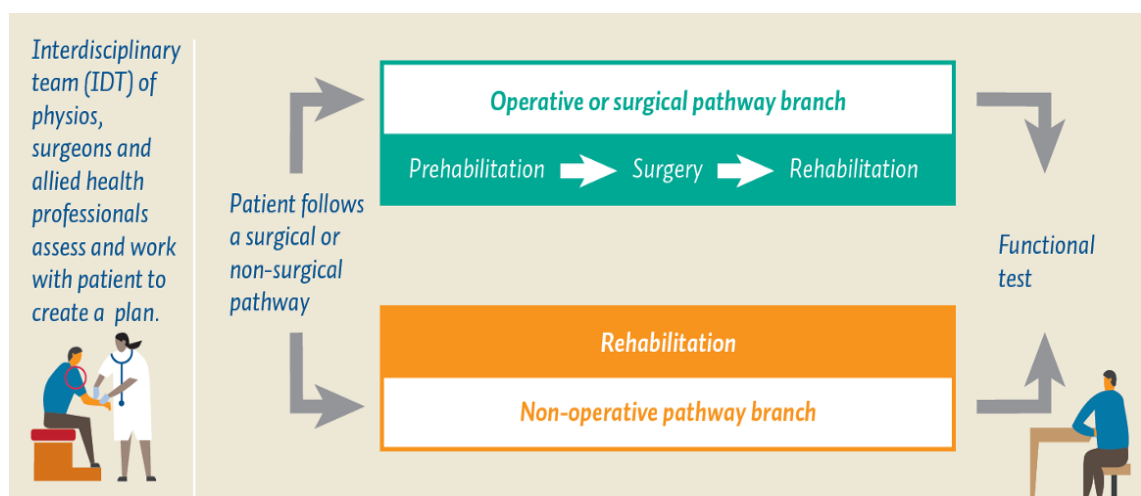 Interdisciplinary
team (IDT) of
physios,
surgeons and
allied health
professionals
assess and work
with patient to
create a plan.
Patient follows
a surgical or
non-surgical
pathway
Operative or surgical pathway branch
Prehabilitation Surgery Rehabilitation
Rehabilitation
Non-operative pathway branch
Functional
test